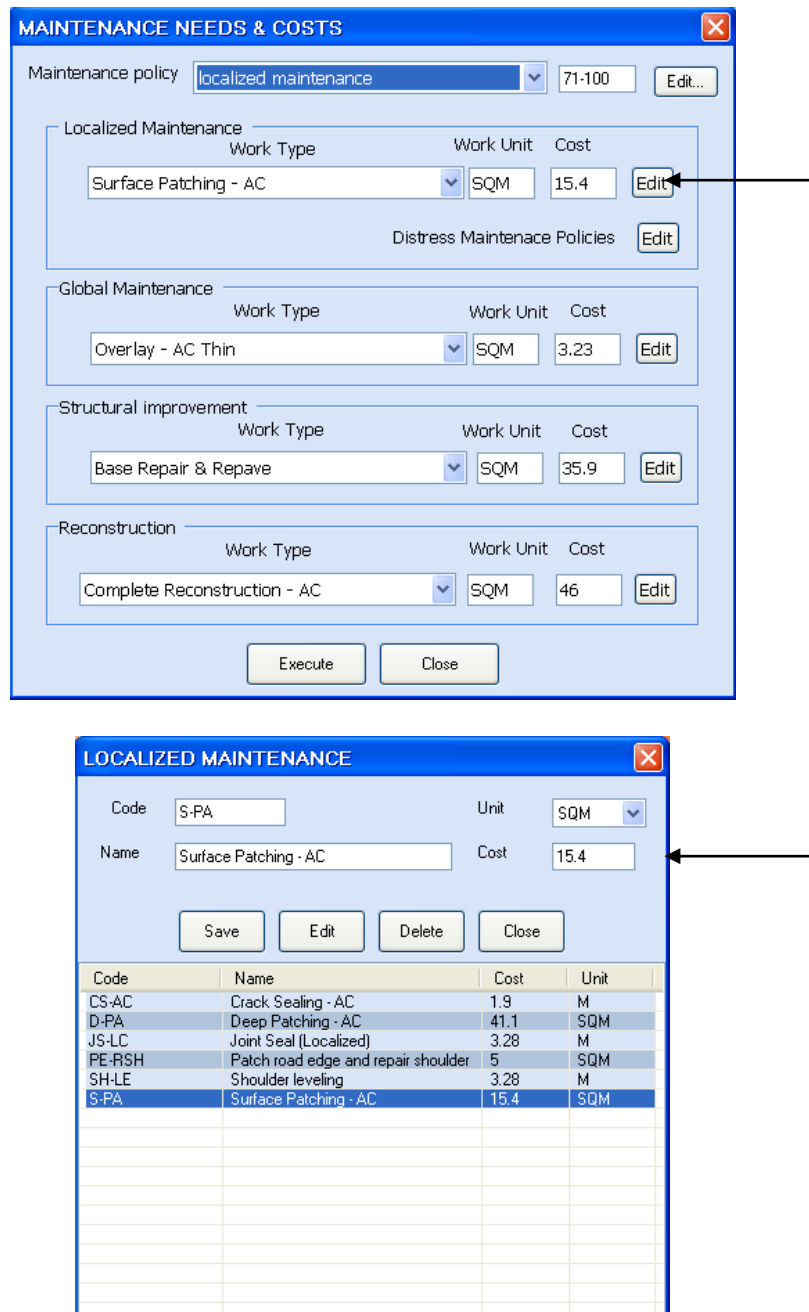 MAINTENANCE NEEDS & COSTS
Maintenance policy localized maintenance 71-100 Edit...
Localized Maintenance
Work Type Work Unit Cost
Surface Patching - AC SQM 15.4 Edit
Distress Maintenace Policies Edit
Global Maintenance
Work Type Work Unit Cost
Overlay - AC Thin SQM 3.23 Edit
Structural improvement
Work Type Work Unit Cost
Base Repair & Repave SQM 35.9 Edit
Reconstruction
Work Type Work Unit Cost
Complete Reconstruction - AC SQM 46 Edit
Execute Close
LOCALIZED MAINTENANCE
Code S-PA Unit SQM
Name Surface Patching - AC Cost 15.4
Save Edit Delete Close
Code Name Cost Unit
CS-AC Crack Sealing - AC 1.9 M
D-PA Deep Patching - AC 41.1 SQM
JS-LC Joint Seal (Localized) 3.28 M
PE-RSH Patch road edge and repair shoulder 5 SQM
SH-LE Shoulder leveling 3.28 M
S-PA Surface Patching - AC 15.4 SQM